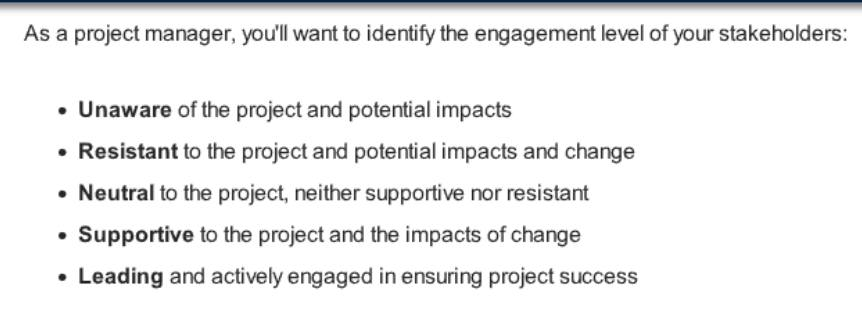 As a project manager, you'll want to identify the engagement level of your stakeholders:
• Unaware of the project and potential impacts
• Resistant to the project and potential impacts and change
• Neutral to the project, neither supportive nor resistant
• Supportive to the project and the impacts of change
• Leading and actively engaged in ensuring project success